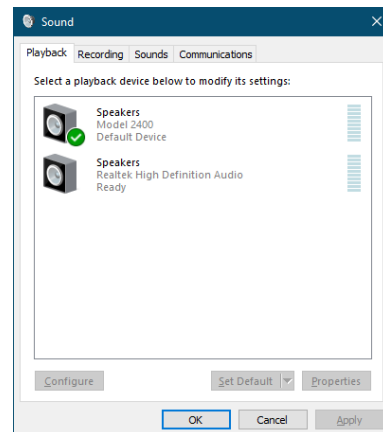 Sound
Playback Recording Sounds Communications
Select a playback device below to modify its settings:
Speakers
Model 2400
Default Device
Speakers
Realtek High Definition Audio
Ready
Configure Set Default Properties
OK Cancel Apply